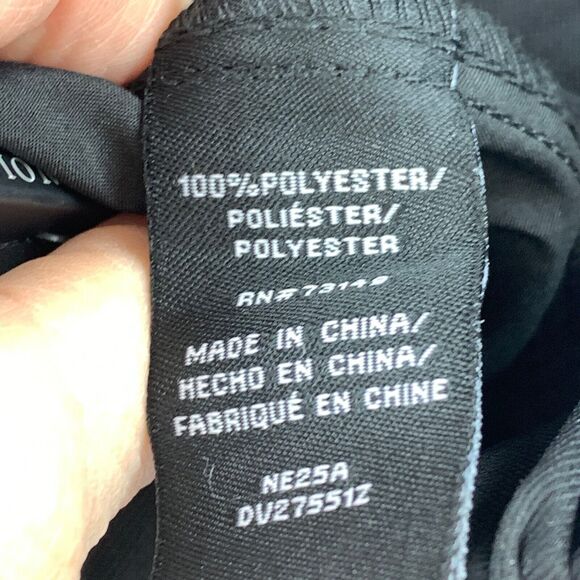 100%POLYESTER/
POLIÉSTER/
POLYESTER
MADE IN CHINA/
HECHO EN CHINA/
FABRIQUÉ EN CHINE
NE25A
DV27551Z